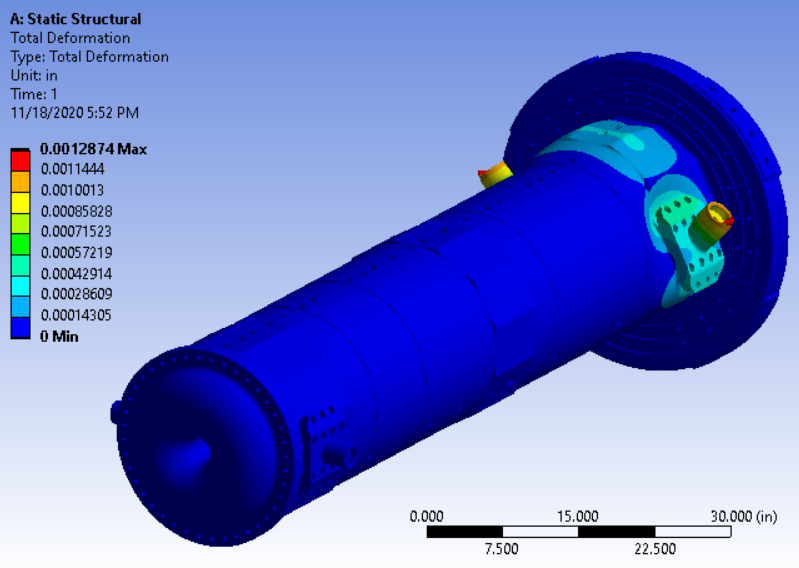 A: Static Structural
Total Deformation
Type: Total Deformation
Unit: in
Time: 1
11/18/2020 5:52 PM
0.0012874 Max
0.0011444
0.0010013
0.00085828
0.00071523
0.00057219
0.00042914
0.00028609
0.00014305
0 Min
0.000 15.000 30.000 (in)
7.500 22.500